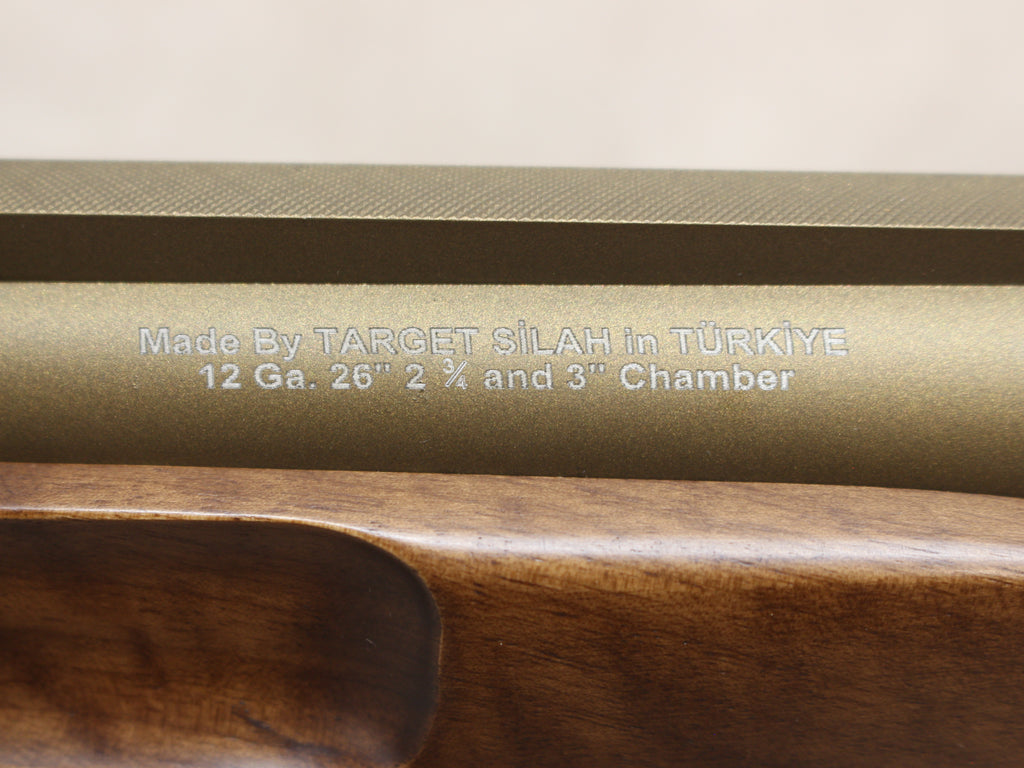 Made By TARGET SİLAH in TÜRKİYE
12 Ga. 26" 2 ¾ and 3" Chamber